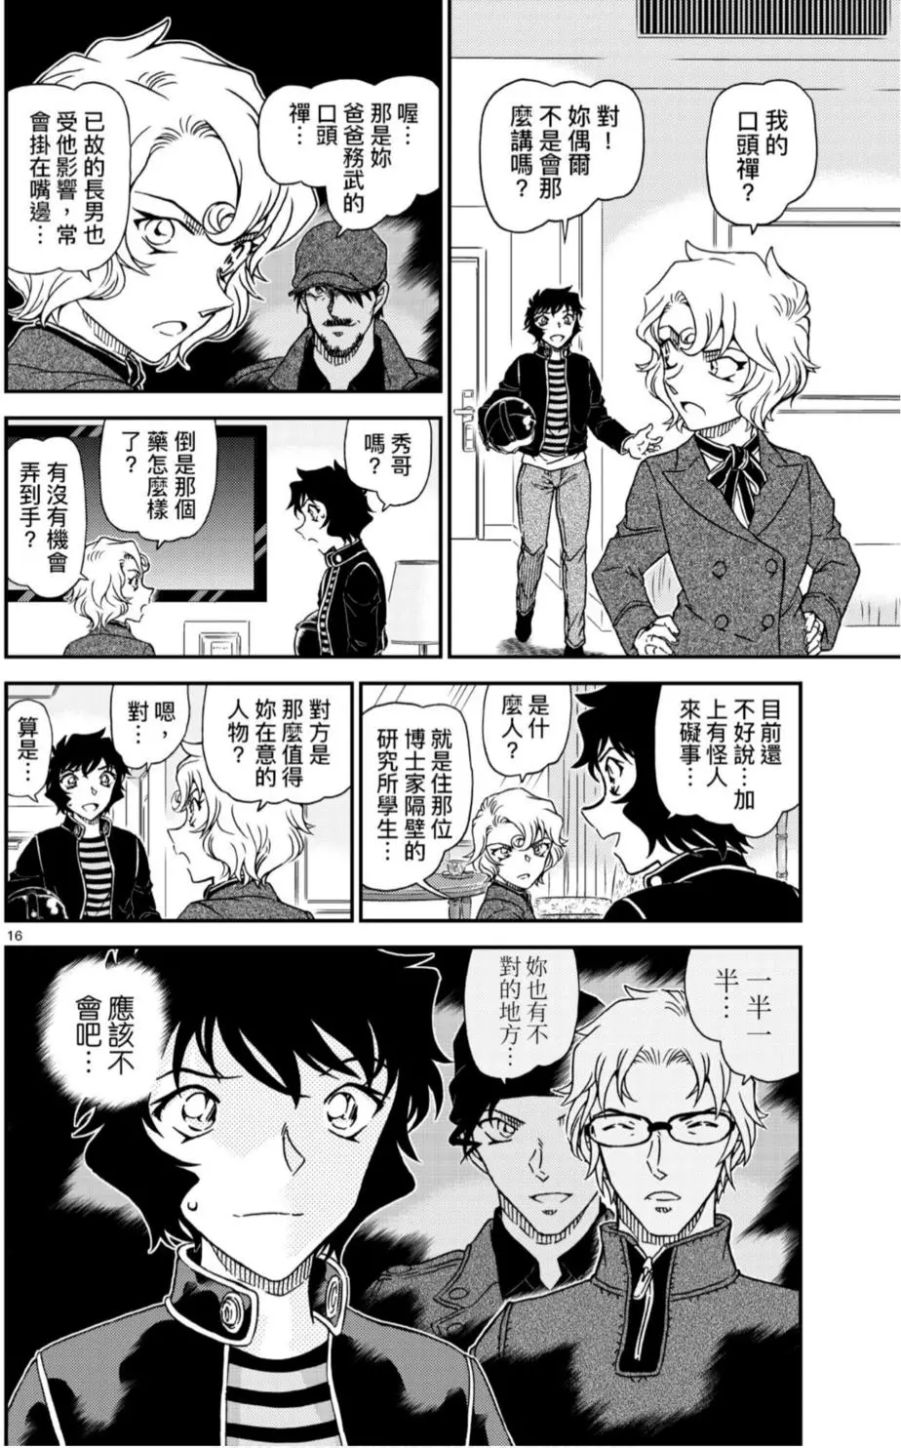 我的
口頭禪?
對!
妳偶爾
不是會那
麼講嗎?
喔…
那是妳
爸爸務武的
口頭
禪…
已故的長男也
受他影響，常
會掛在嘴邊…
秀哥
嗎?
倒是那個
藥怎麼樣
了?
有沒有機會
弄到手?
目前還
不好說…加
上有怪人
來礙事…
是什
麼人?
就是住那位
博士家隔壁的
研究所學生…
對方是
那麼值得
妳在意的
人物?
嗯，
對…
算是…
16
一半一
半…
妳也有不
對的地方…
應該不
會吧…